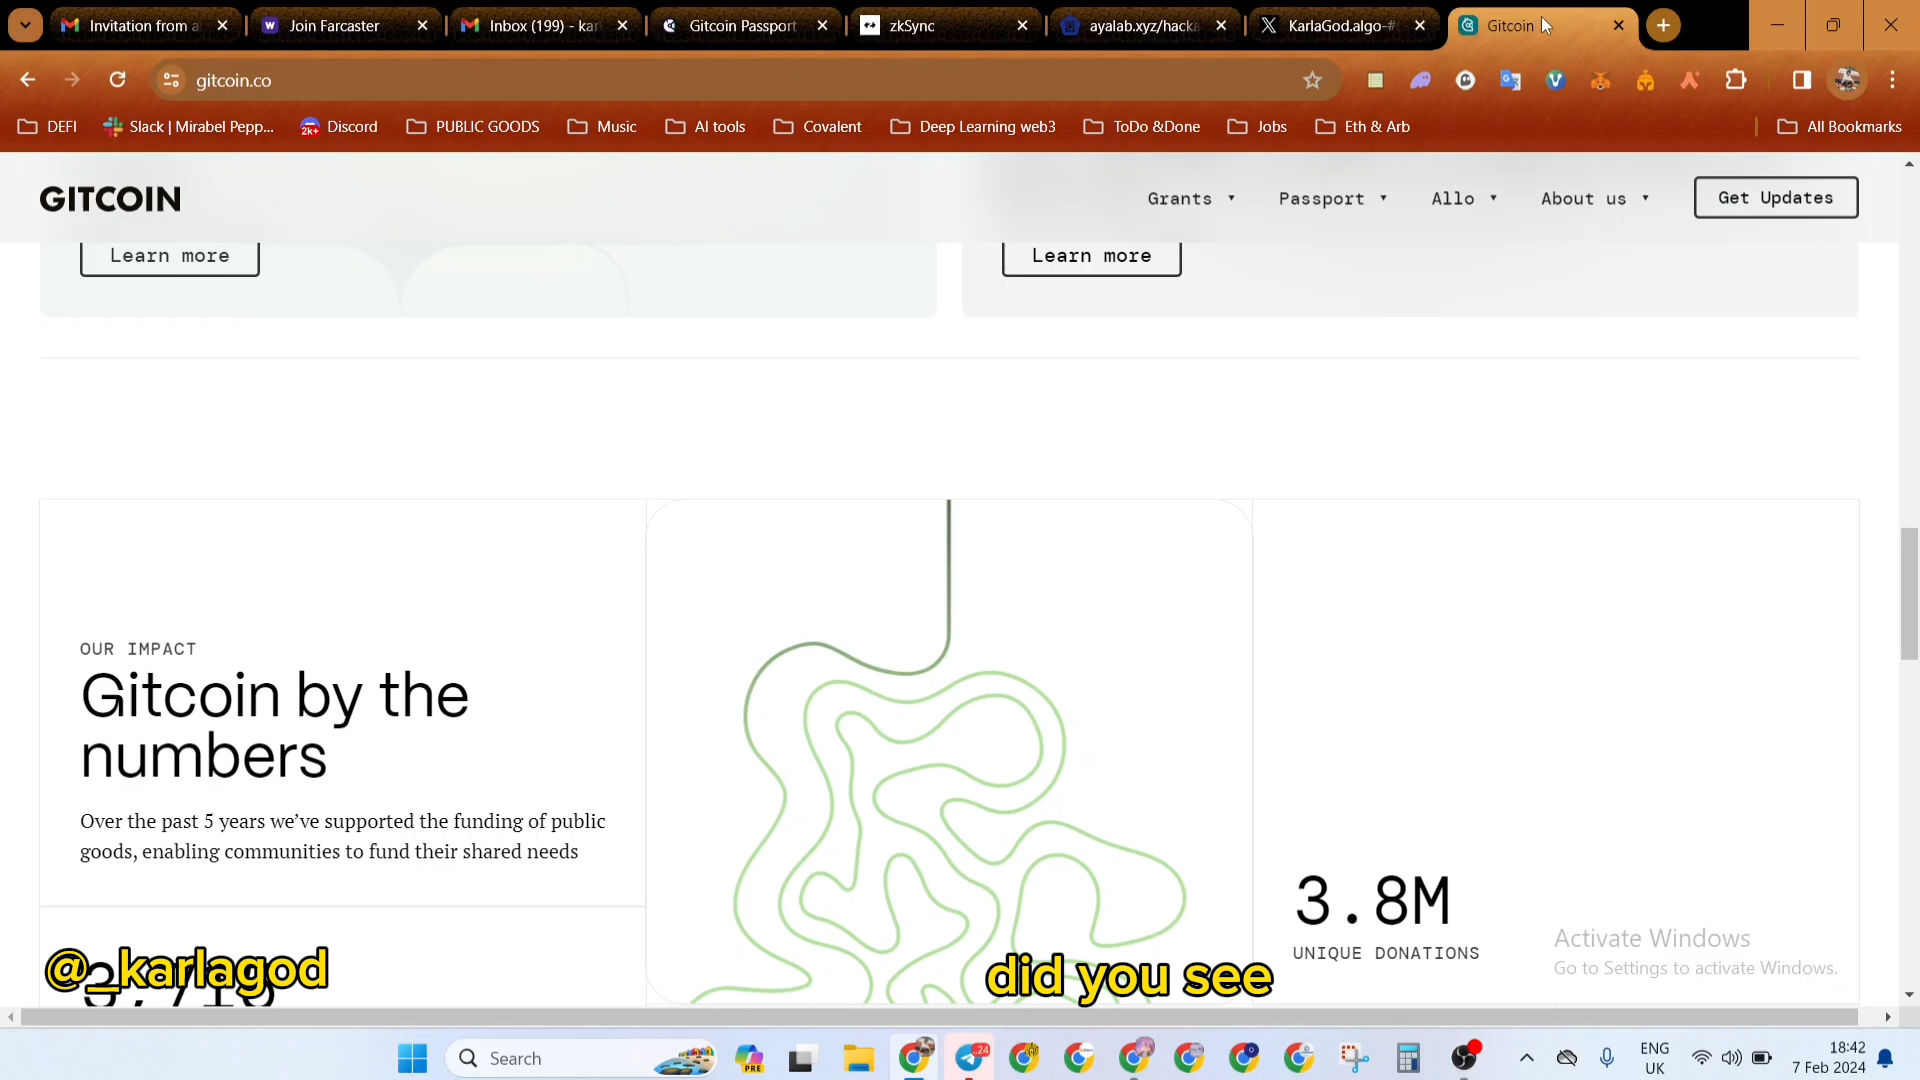 Invitation from a
Join Farcaster
Inbox (199) - kar
Gitcoin Passport
zkSync
ayalab.xyz/hacka
KarlaGod.algo-#
Gitcoin
gitcoin.co
DEFI
Slack | Mirabel Pepp...
2k+
Discord
PUBLIC GOODS
Music
AI tools
Covalent
Deep Learning web3
ToDo &Done
Jobs
Eth & Arb
All Bookmarks
GITCOIN
Grants
Passport
Allo
About us
Get Updates
Learn more
Learn more
OUR IMPACT
Gitcoin by the
numbers
Over the past 5 years we’ve supported the funding of public
goods, enabling communities to fund their shared needs
3.8M
UNIQUE DONATIONS
@_karlagod
did you see
Activate Windows
Go to Settings to activate Windows.
Search
PRE
24
ENG
UK
18:42
7 Feb 2024